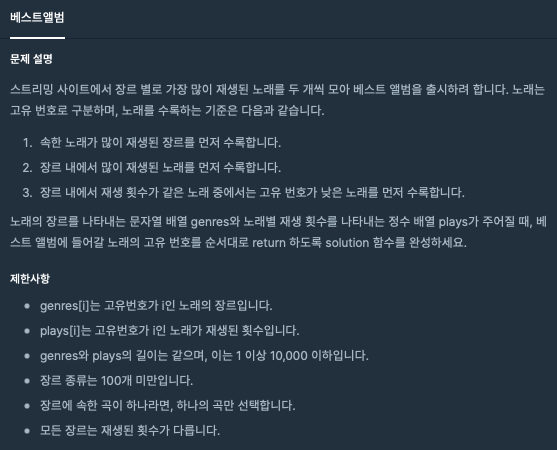 베스트앨범
문제 설명
스트리밍 사이트에서 장르 별로 가장 많이 재생된 노래를 두 개씩 모아 베스트 앨범을 출시하려 합니다. 노래는
고유 번호로 구분하며, 노래를 수록하는 기준은 다음과 같습니다.
1. 속한 노래가 많이 재생된 장르를 먼저 수록합니다.
2. 장르 내에서 많이 재생된 노래를 먼저 수록합니다.
3. 장르 내에서 재생 횟수가 같은 노래 중에서는 고유 번호가 낮은 노래를 먼저 수록합니다.
노래의 장르를 나타내는 문자열 배열 genres와 노래별 재생 횟수를 나타내는 정수 배열 plays가 주어질 때, 베
스트 앨범에 들어갈 노래의 고유 번호를 순서대로 return 하도록 solution 함수를 완성하세요.
제한사항
• genres[i]는 고유번호가 i인 노래의 장르입니다.
• plays[i]는 고유번호가 i인 노래가 재생된 횟수입니다.
• genres와 plays의 길이는 같으며, 이는 1 이상 10,000 이하입니다.
• 장르 종류는 100개 미만입니다.
• 장르에 속한 곡이 하나라면, 하나의 곡만 선택합니다.
• 모든 장르는 재생된 횟수가 다릅니다.